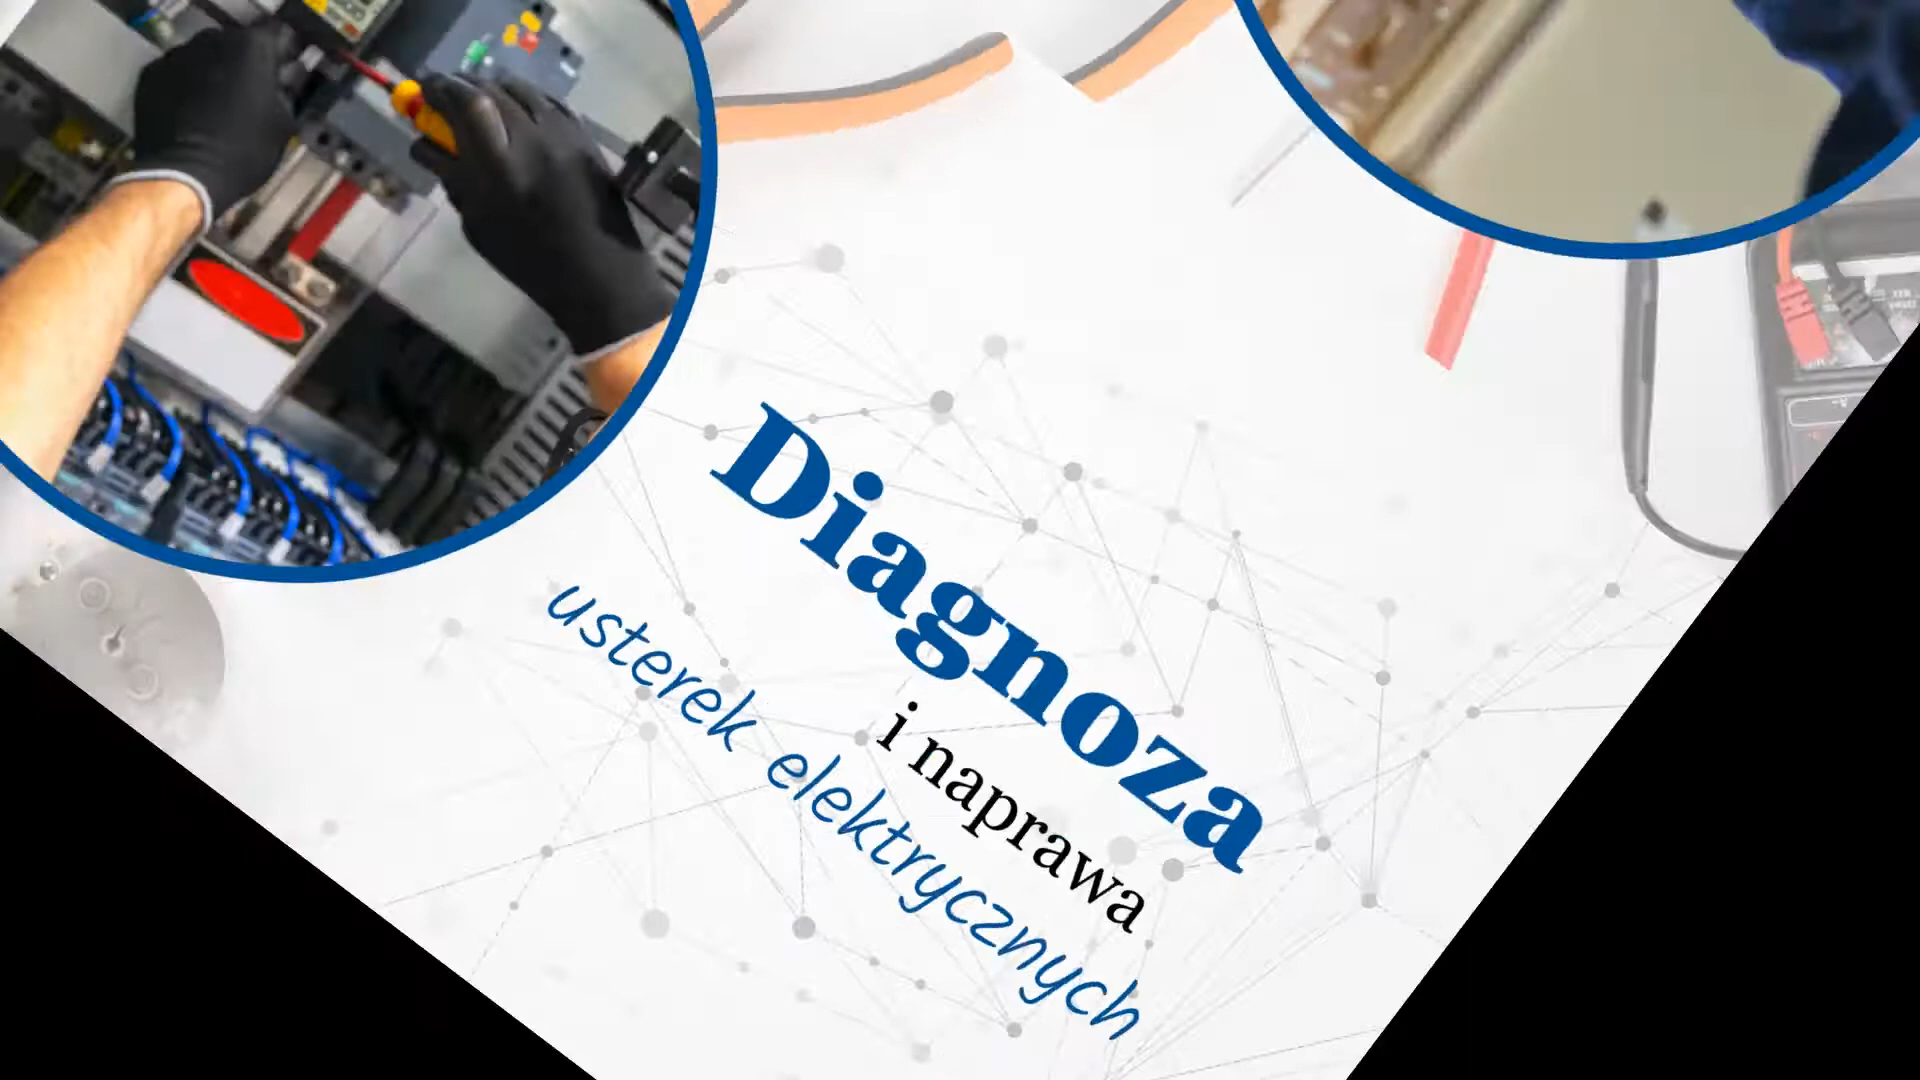 Diagnoza
i naprawa
usterek elektrycznych